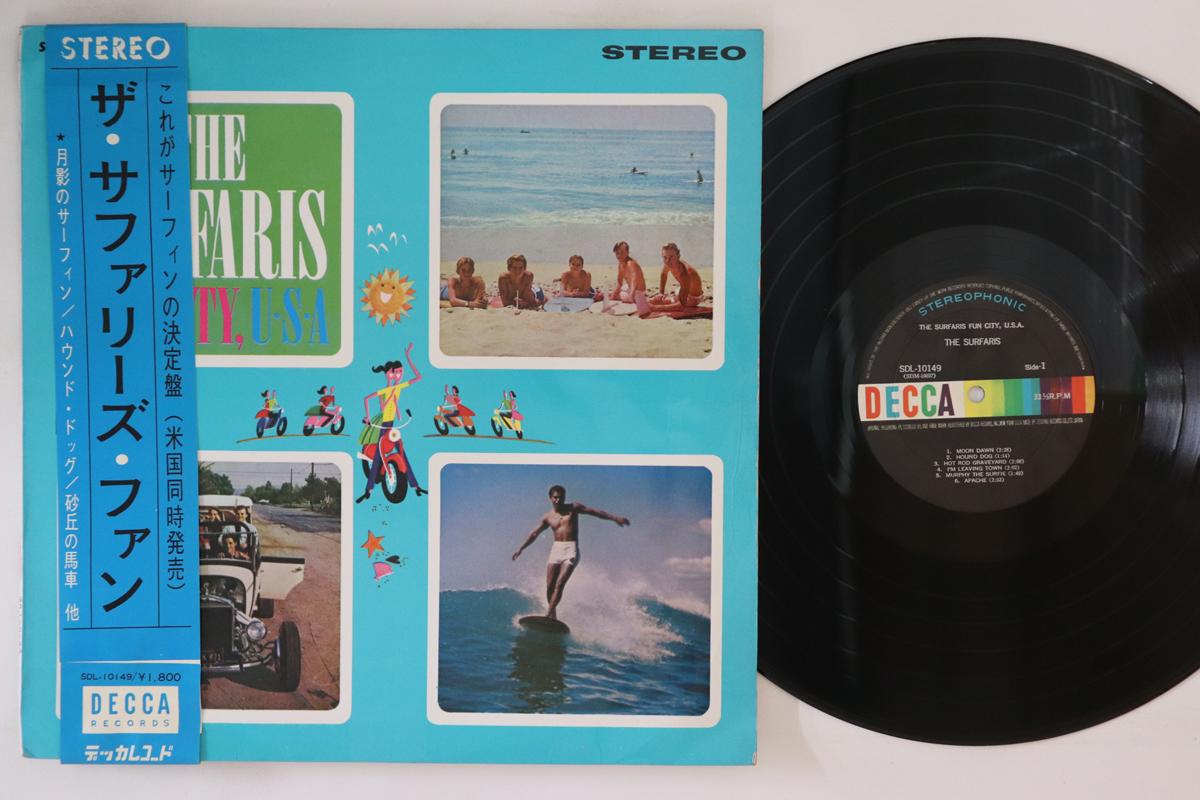 STEREO
これがサーフィンの決定盤（米国同時発売）
ザ・サファリーズ・ファン
★月影のサーフィン／ハウンド・ドッグ／砂丘の馬車 他
SDL-10149/¥1,800
DECCA
RECORDS
デッカレコード
S
STEREO
THE
FARIS
TY, U·S·A
STEREOPHONIC
THE SURFARIS FUN CITY, U.S.A.
THE SURFARIS
SDL-10149
Side-1
DECCA
33⅓R.P.M
1. MOON DAWN
2. HOUND DOG
3. HOT ROD GRAVEYARD
4. I'M LEAVING TOWN
5. MURPHY THE SURFIE
6. APACHE